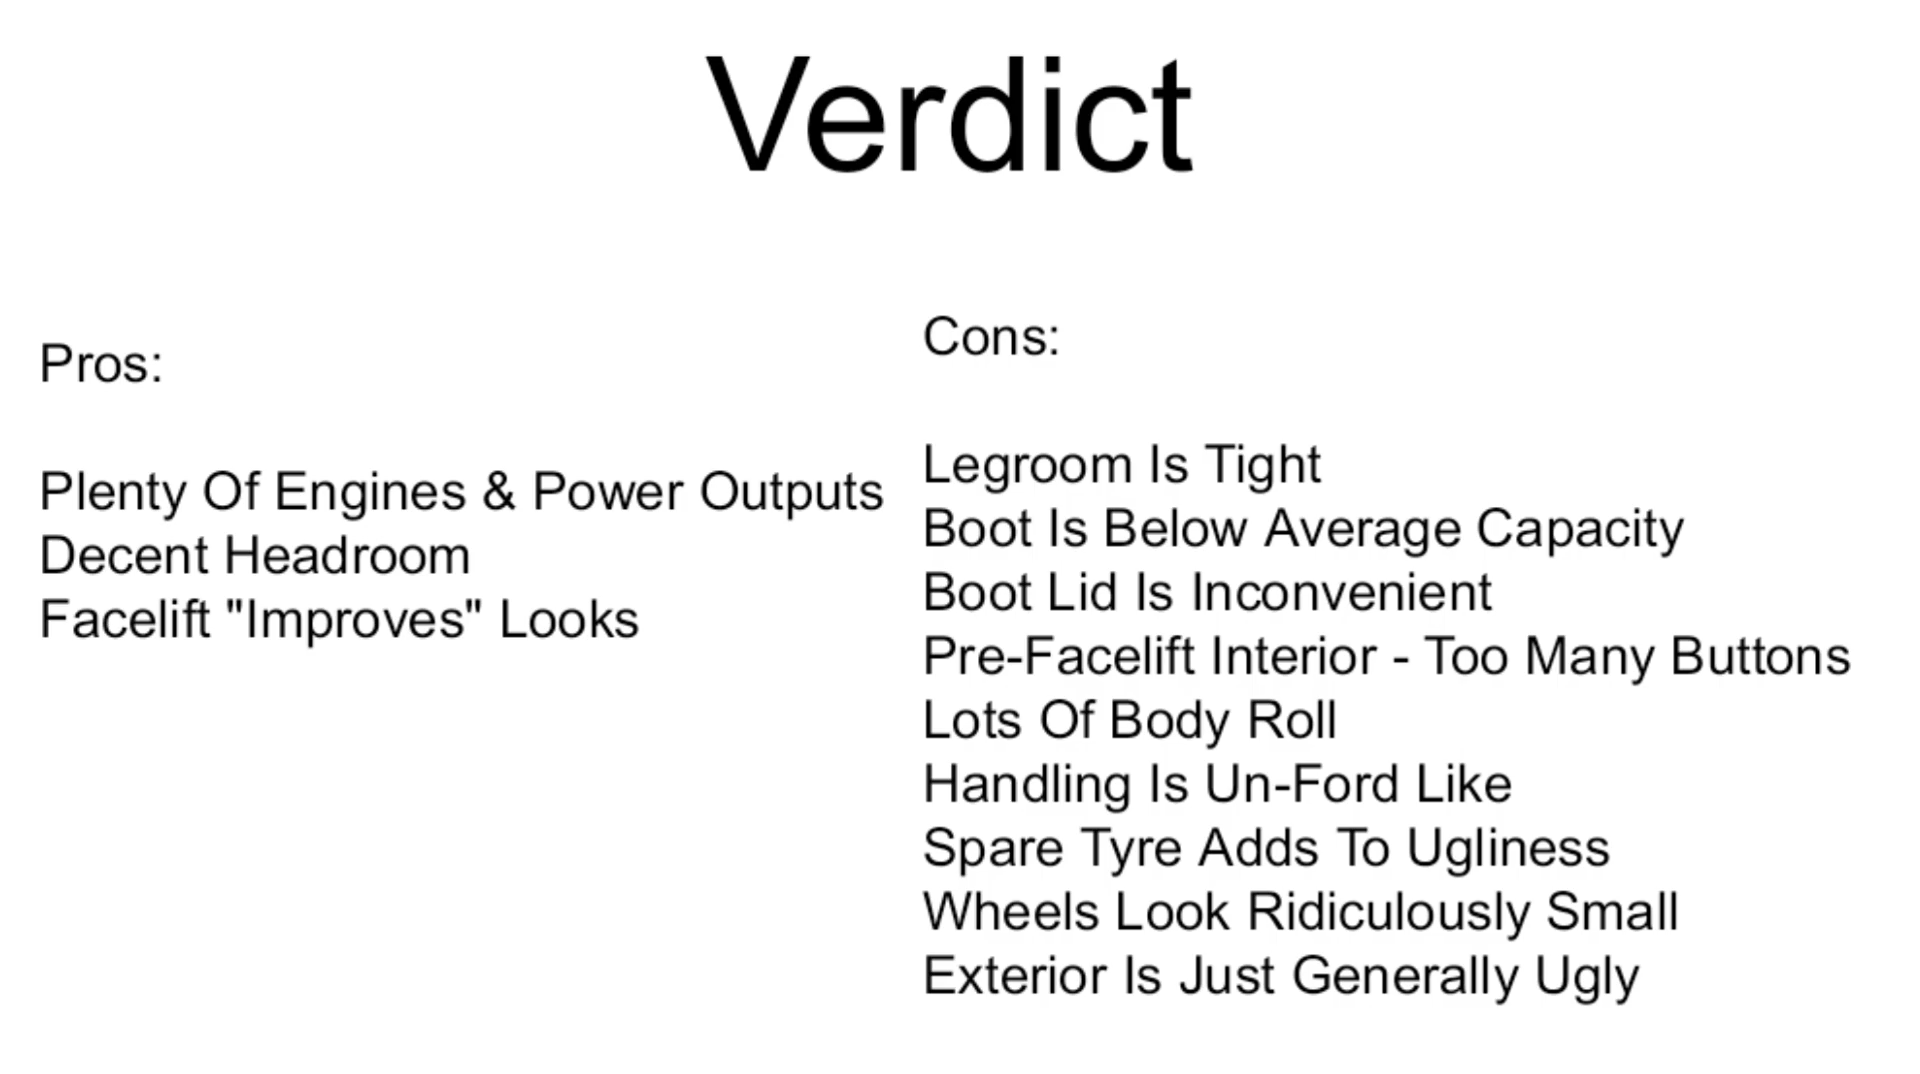 Verdict
Pros:
Plenty Of Engines & Power Outputs
Decent Headroom
Facelift "Improves" Looks
Cons:
Legroom Is Tight
Boot Is Below Average Capacity
Boot Lid Is Inconvenient
Pre-Facelift Interior - Too Many Buttons
Lots Of Body Roll
Handling Is Un-Ford Like
Spare Tyre Adds To Ugliness
Wheels Look Ridiculously Small
Exterior Is Just Generally Ugly